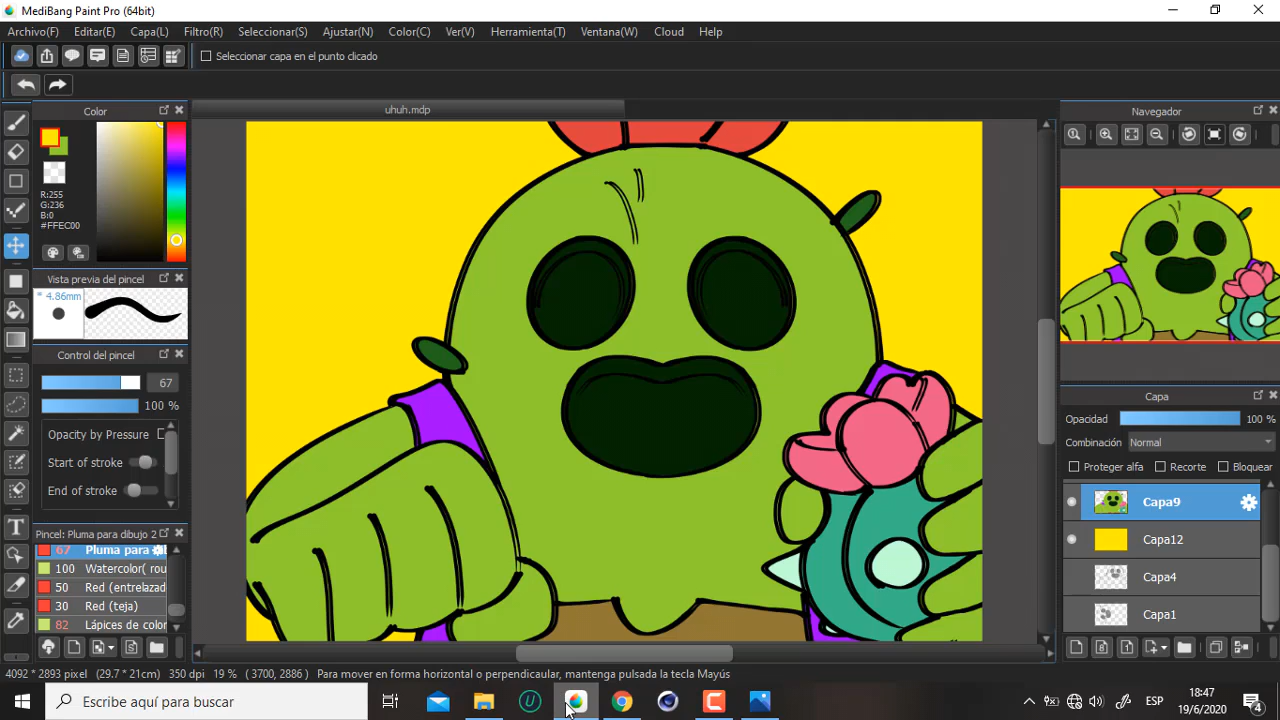 MediBang Paint Pro (64bit)
Archivo(F) Editar(E) Capa(L) Filtro(R) Seleccionar(S) Ajustar(N) Color(C) Ver(V) Herramienta(T) Ventana(W) Cloud Help
Seleccionar capa en el punto clicado
Color
uhuh.mdp
Navegador
R:255
G:236
B:0
#FFEC00
Vista previa del pincel
* 4.86mm
Control del pincel
67
100 %
Opacity by Pressure
Start of stroke
End of stroke
Pincel: Pluma para dibujo 2
67 Pluma para
100 Watercolor( rou
50 Red (entrelazad
30 Red (teja)
82 Lápices de color
Capa
Opacidad 100 %
Combinación Normal
Proteger alfa Recorte Bloquear
Capa9
Capa12
Capa4
Capa1
4092 * 2893 pixel (29.7 * 21cm) 350 dpi 19 % ( 3700, 2886 ) Para mover en forma horizontal o perpendicular, mantenga pulsada la tecla Mayús
Escribe aquí para buscar
ESP
18:47
19/6/2020
4